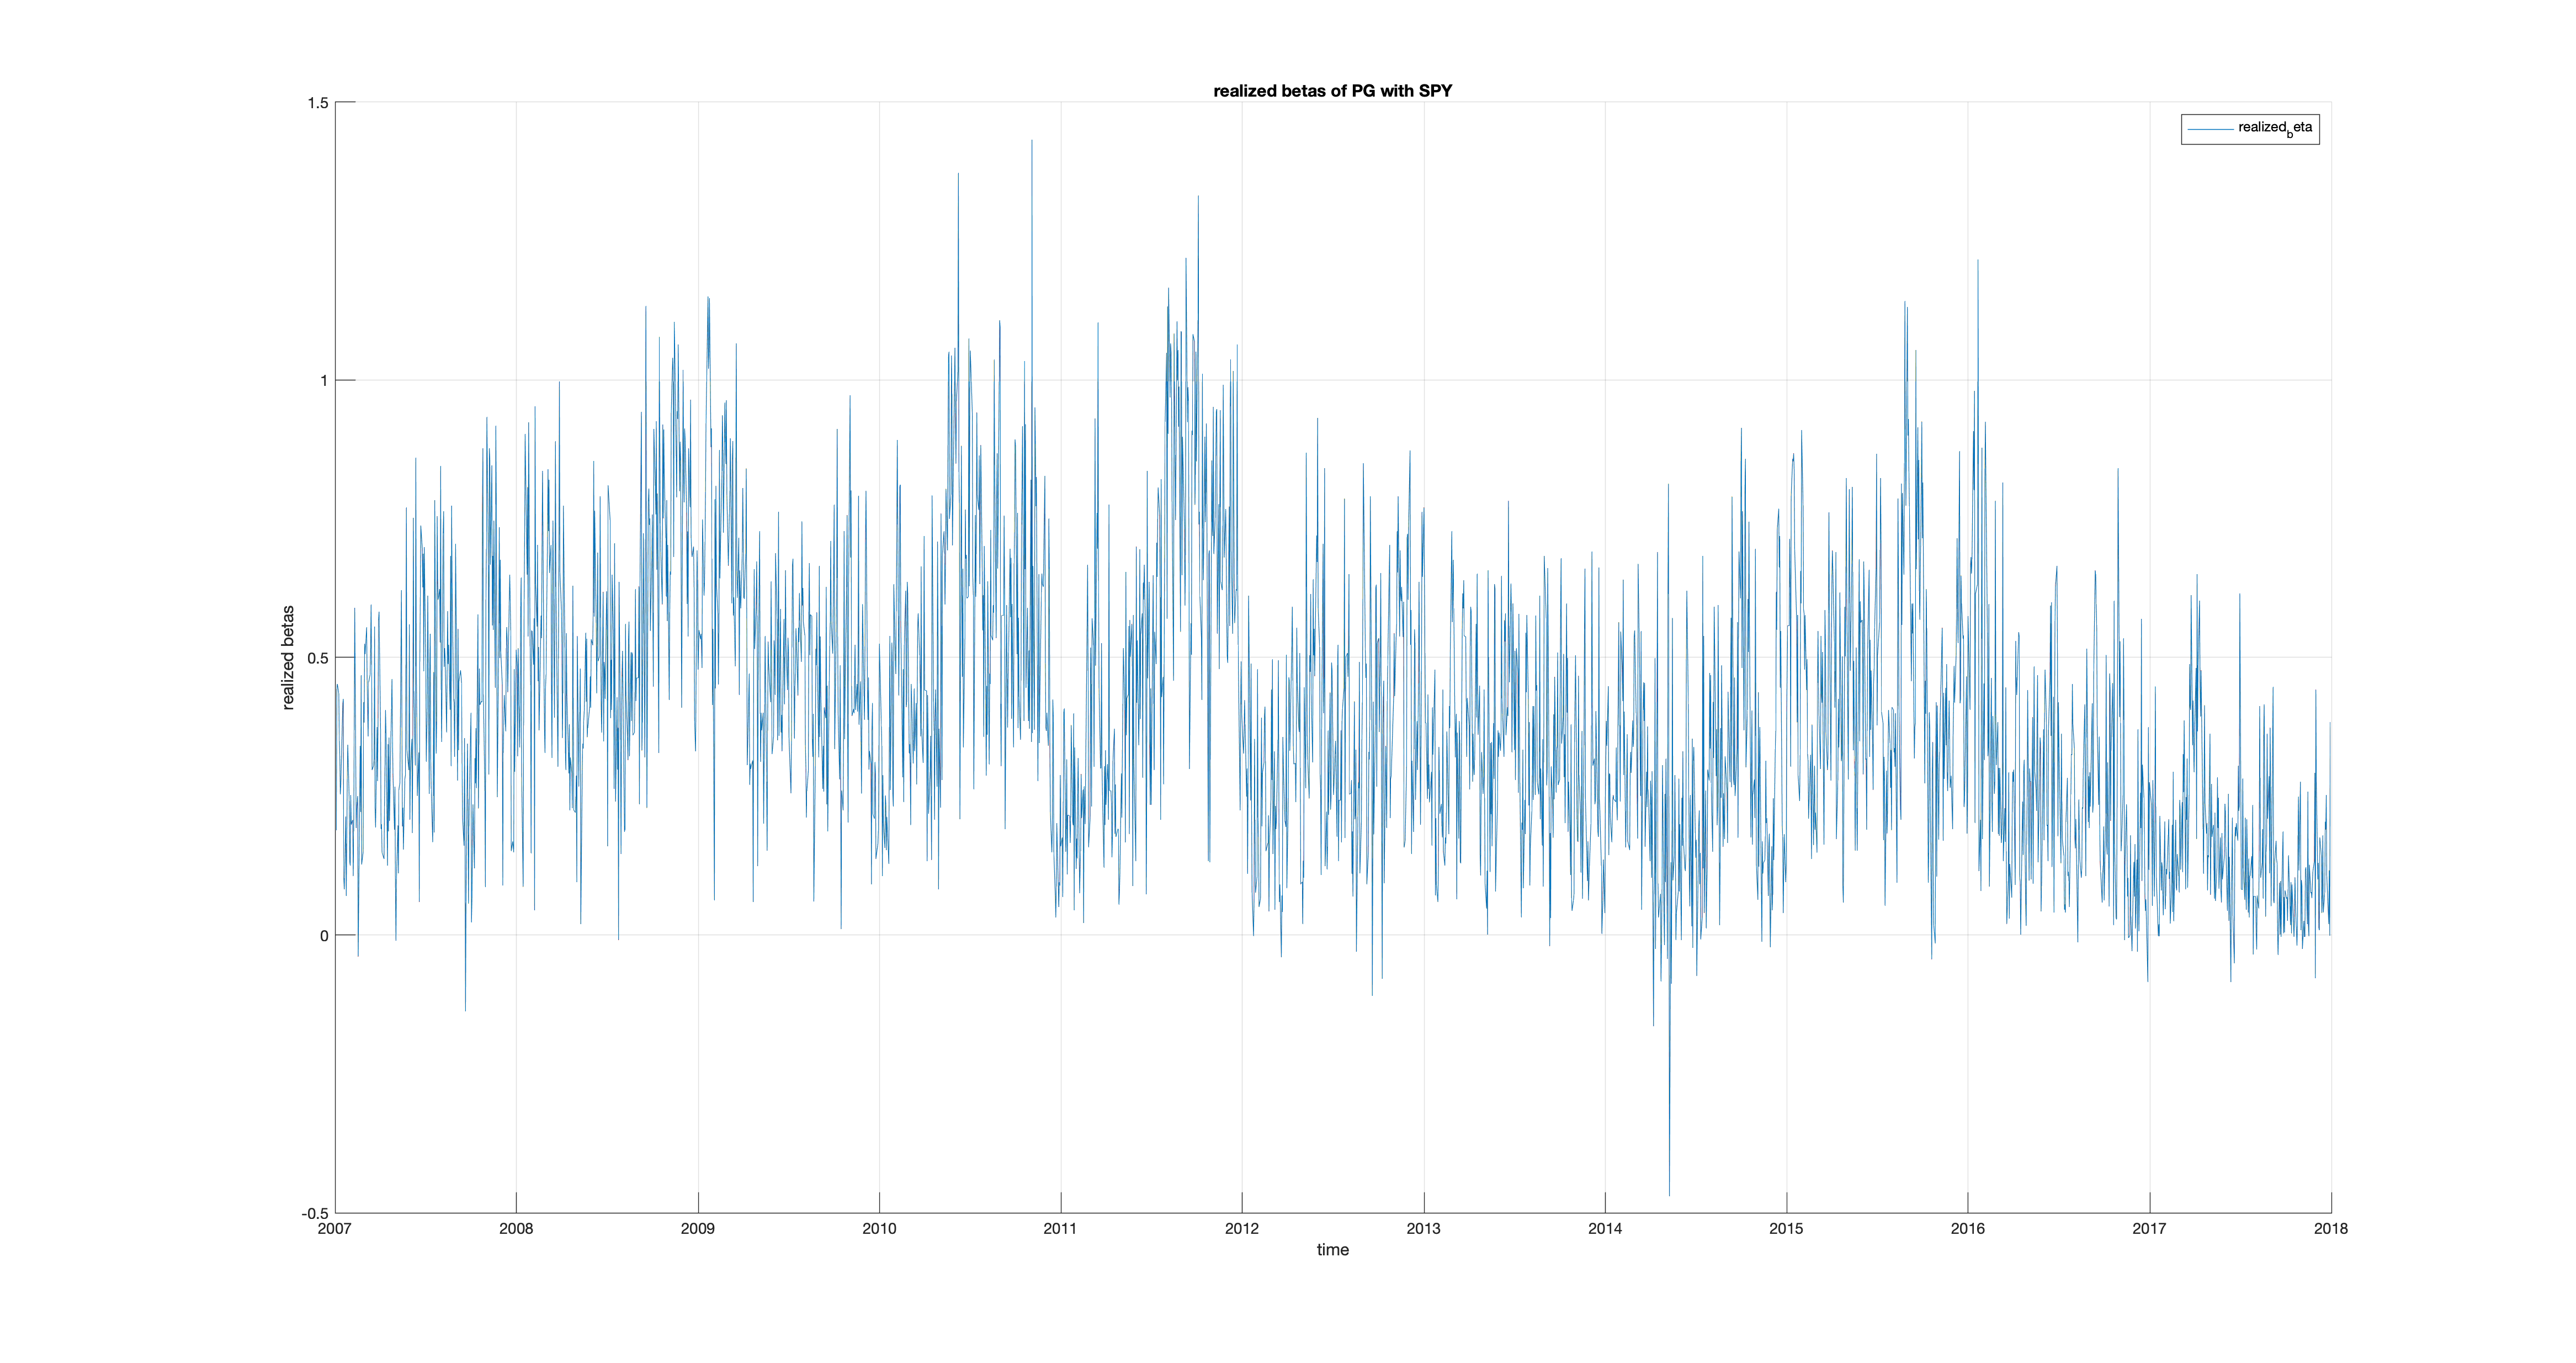 realized betas of PG with SPY
realized_beta
1.5
1
0.5
0
-0.5
realized betas
2007 2008 2009 2010 2011 2012 2013 2014 2015 2016 2017 2018
time